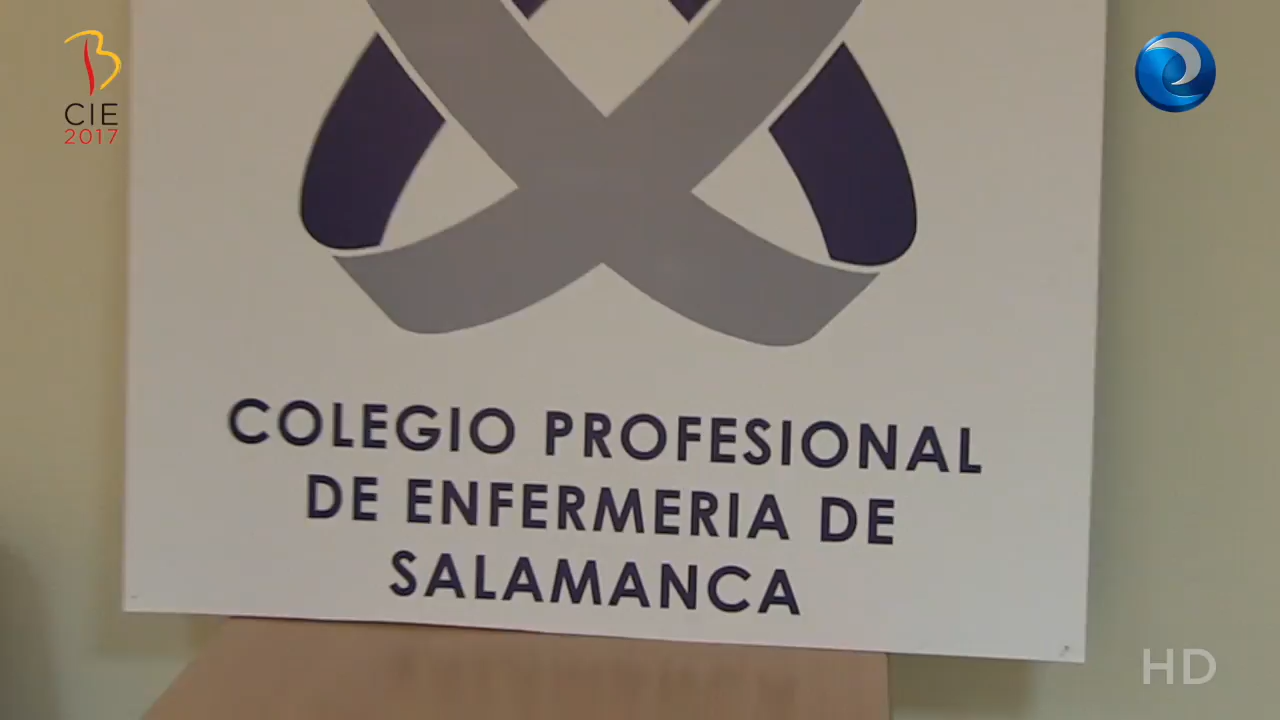 CIE
2017
COLEGIO PROFESIONAL
DE ENFERMERIA DE
SALAMANCA
HD